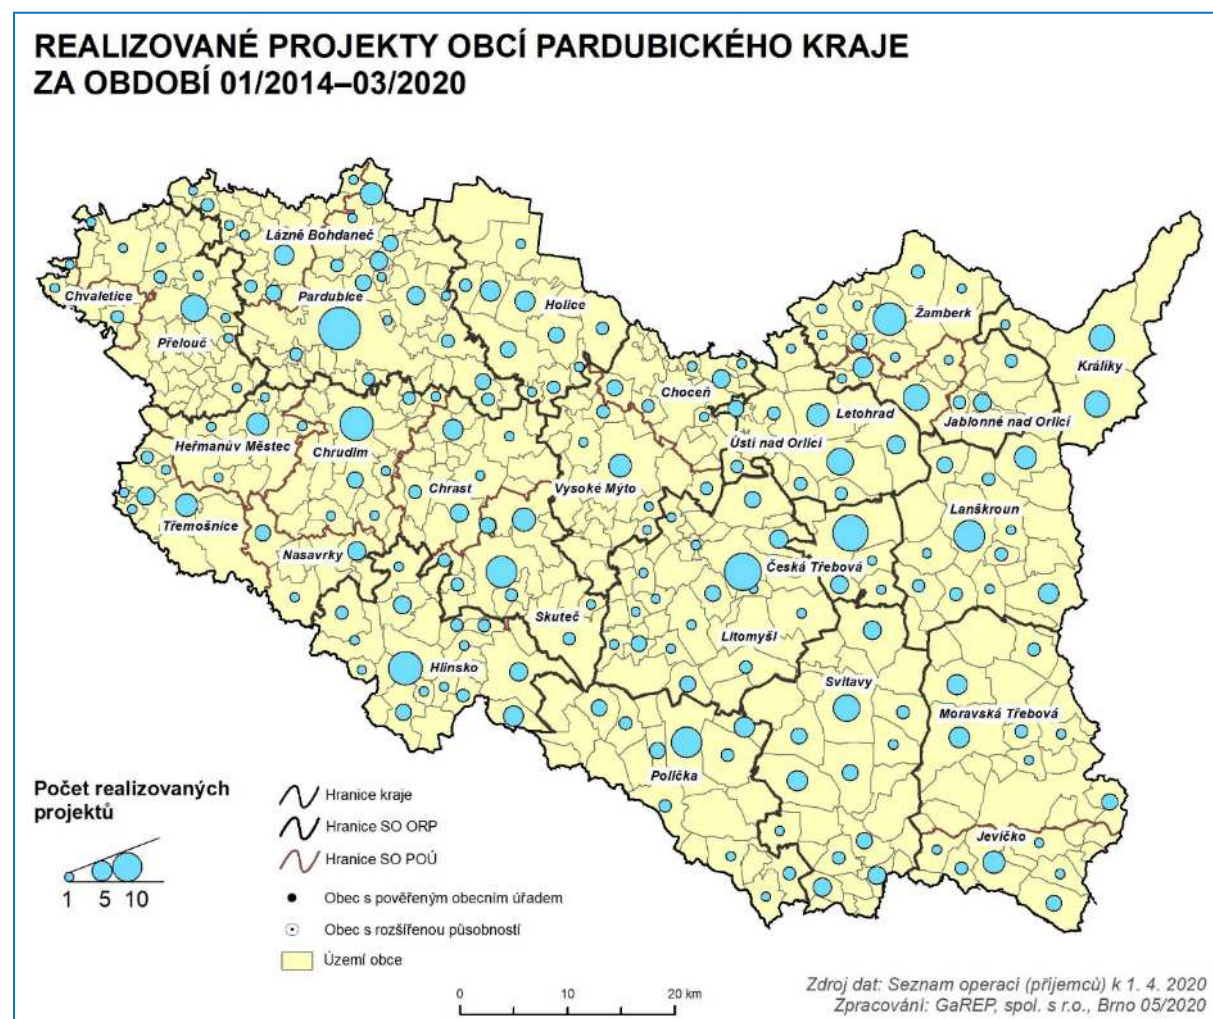 REALIZOVANÉ PROJEKTY OBCÍ PARDUBICKÉHO KRAJE
ZA OBDOBÍ 01/2014–03/2020
Lázně Bohdaneč
Chvaletice
Pardubice
Holice
Přelouč
Žamberk
Králíky
Choceň
Letohrad
Jablonné nad Orlicí
Heřmanův Městec
Chrudim
Ústí nad Orlicí
Chrast
Vysoké Mýto
Lanškroun
Třemošnice
Nasavrky
Česká Třebová
Skuteč
Litomyšl
Hlinsko
Svitavy
Moravská Třebová
Polička
Jevíčko
Počet realizovaných
projektů
1 5 10
Hranice kraje
Hranice SO ORP
Hranice SO POÚ
Obec s pověřeným obecním úřadem
Obec s rozšířenou působností
Území obce
0 10 20 km
Zdroj dat: Seznam operací (příjemců) k 1. 4. 2020
Zpracování: GaREP, spol. s r.o., Brno 05/2020